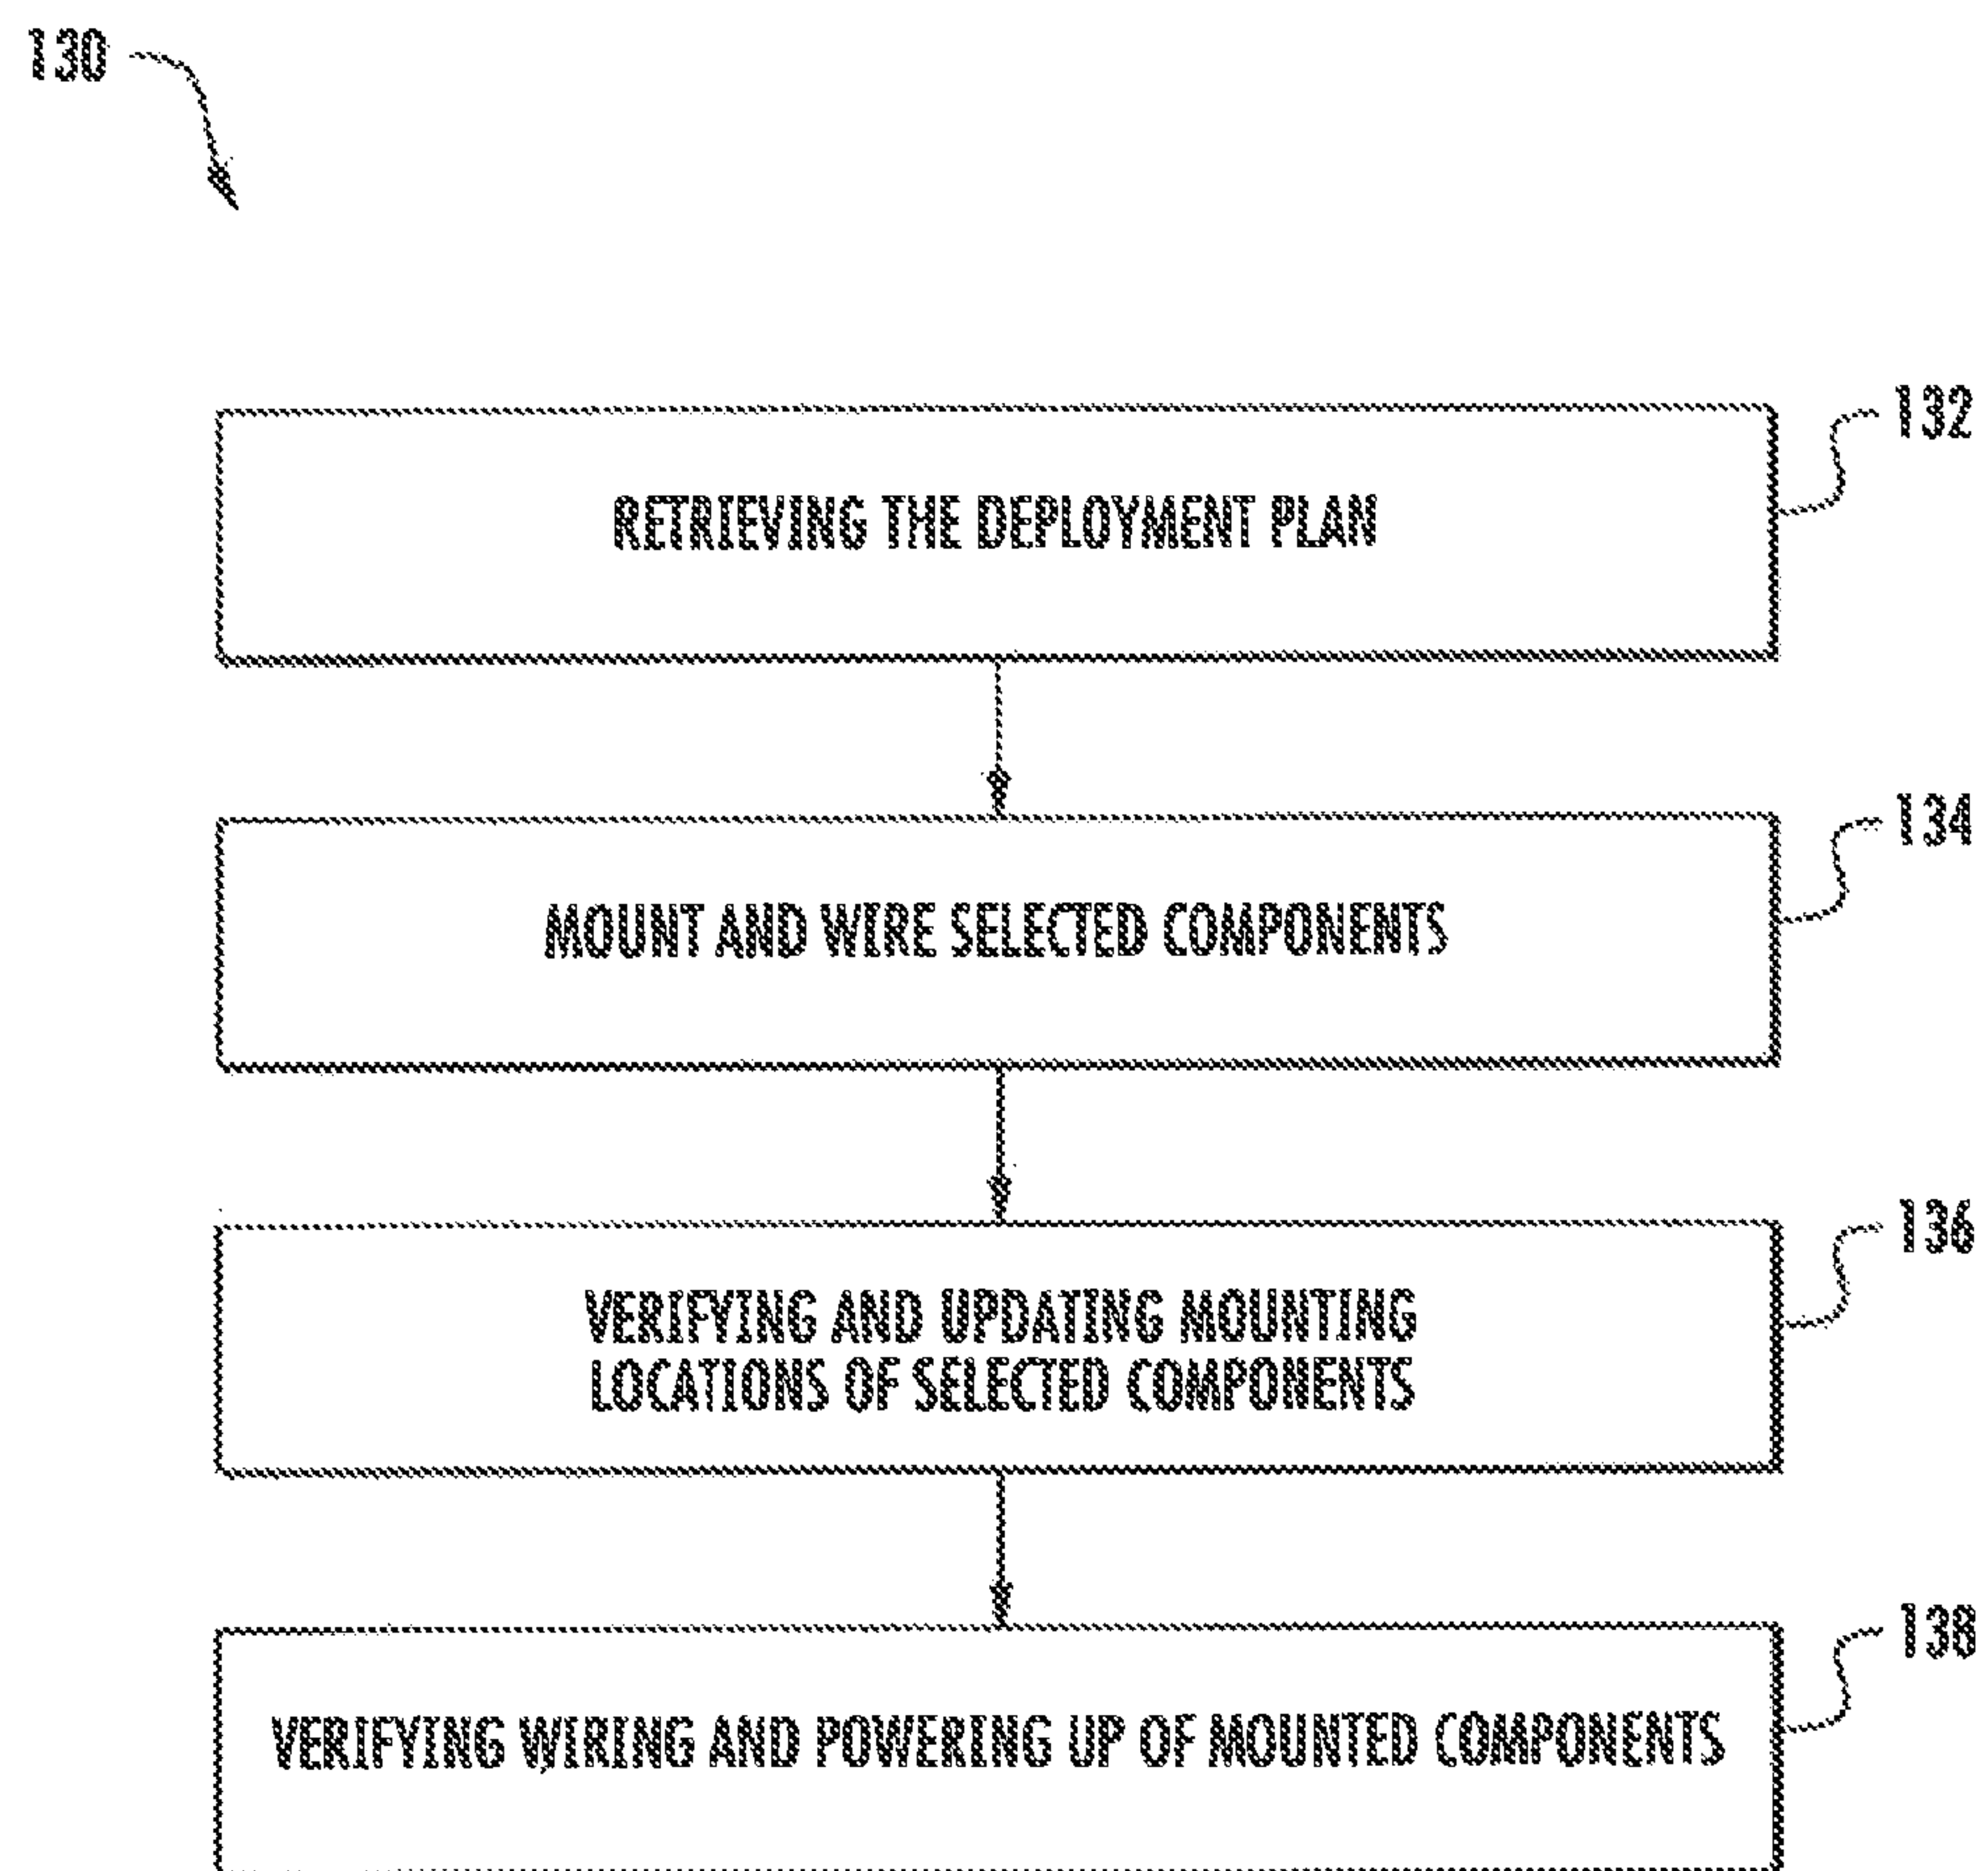 130
132
RETRIEVING THE DEPLOYMENT PLAN
134
MOUNT AND WIRE SELECTED COMPONENTS
136
VERIFYING AND UPDATING MOUNTING
LOCATIONS OF SELECTED COMPONENTS
138
VERIFYING WIRING AND POWERING UP OF MOUNTED COMPONENTS